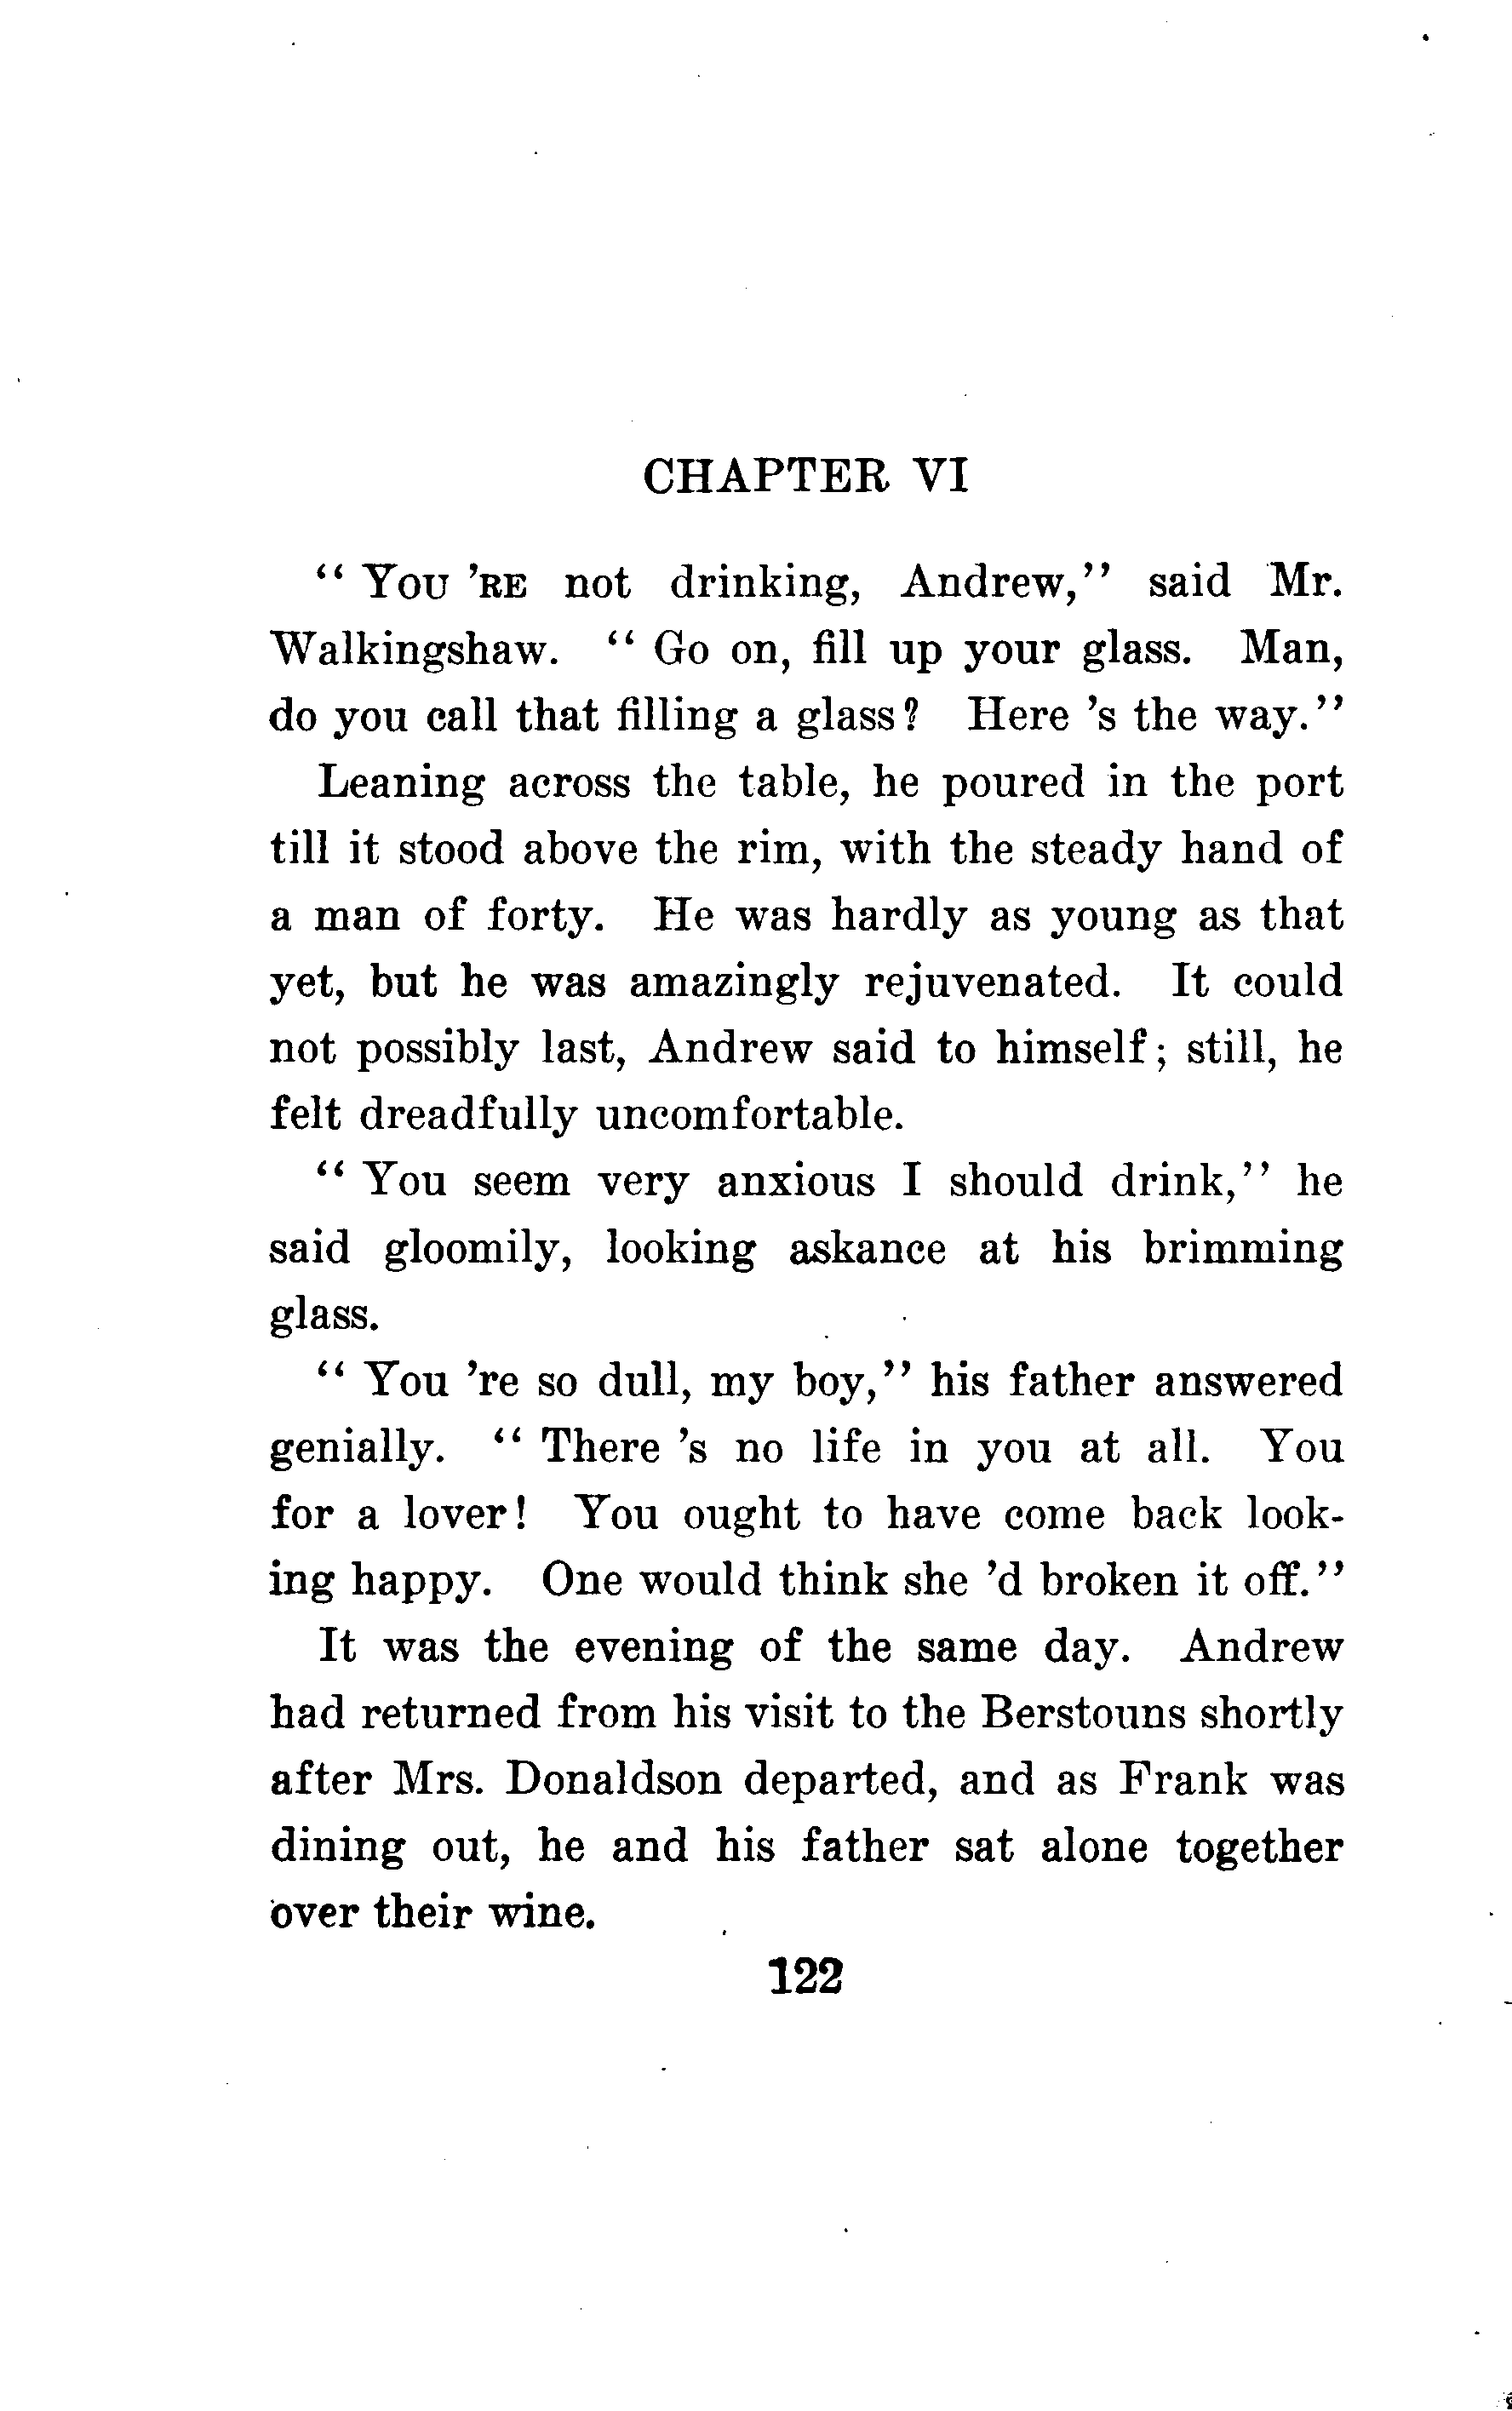 CHAPTER VI
“ You 're not drinking, Andrew,” said Mr.
Walkingshaw. “ Go on, fill up your glass. Man,
do you call that filling a glass? Here 's the way.”
Leaning across the table, he poured in the port
till it stood above the rim, with the steady hand of
a man of forty. He was hardly as young as that
yet, but he was amazingly rejuvenated. It could
not possibly last, Andrew said to himself; still, he
felt dreadfully uncomfortable.
“ You seem very anxious I should drink,” he
said gloomily, looking askance at his brimming
glass.
“ You 're so dull, my boy,” his father answered
genially. “ There 's no life in you at all. You
for a lover! You ought to have come back look-
ing happy. One would think she 'd broken it off.”
It was the evening of the same day. Andrew
had returned from his visit to the Berstouns shortly
after Mrs. Donaldson departed, and as Frank was
dining out, he and his father sat alone together
over their wine.
122